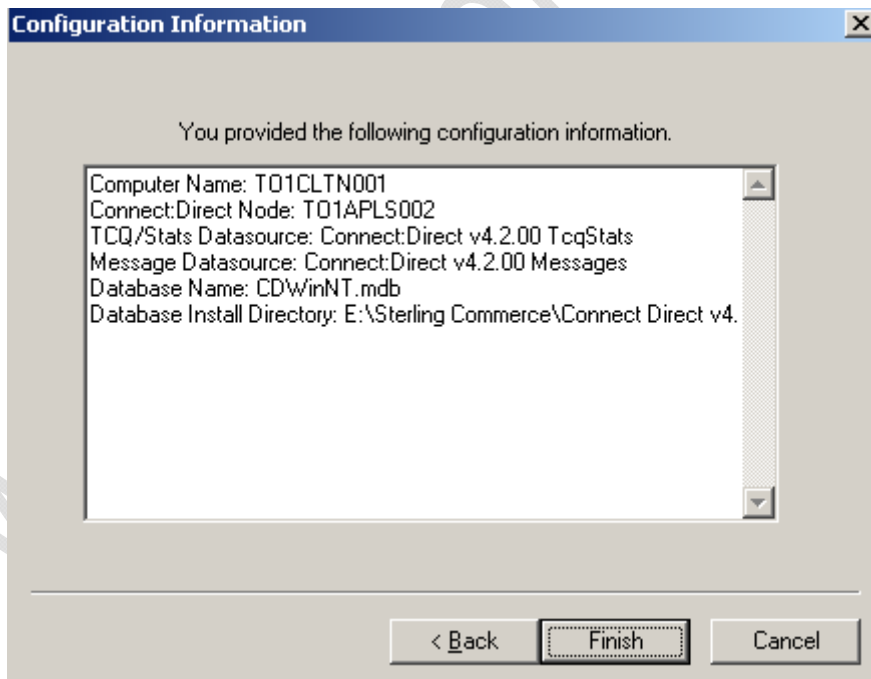 Configuration Information
You provided the following configuration information.
Computer Name: TO1CLTN001
Connect:Direct Node: TO1APLS002
TCQ/Stats Datasource: Connect:Direct v4.2.00 TcqStats
Message Datasource: Connect:Direct v4.2.00 Messages
Database Name: CDWinNT.mdb
Database Install Directory: E:\Sterling Commerce\Connect Direct v4.
< Back
Finish
Cancel